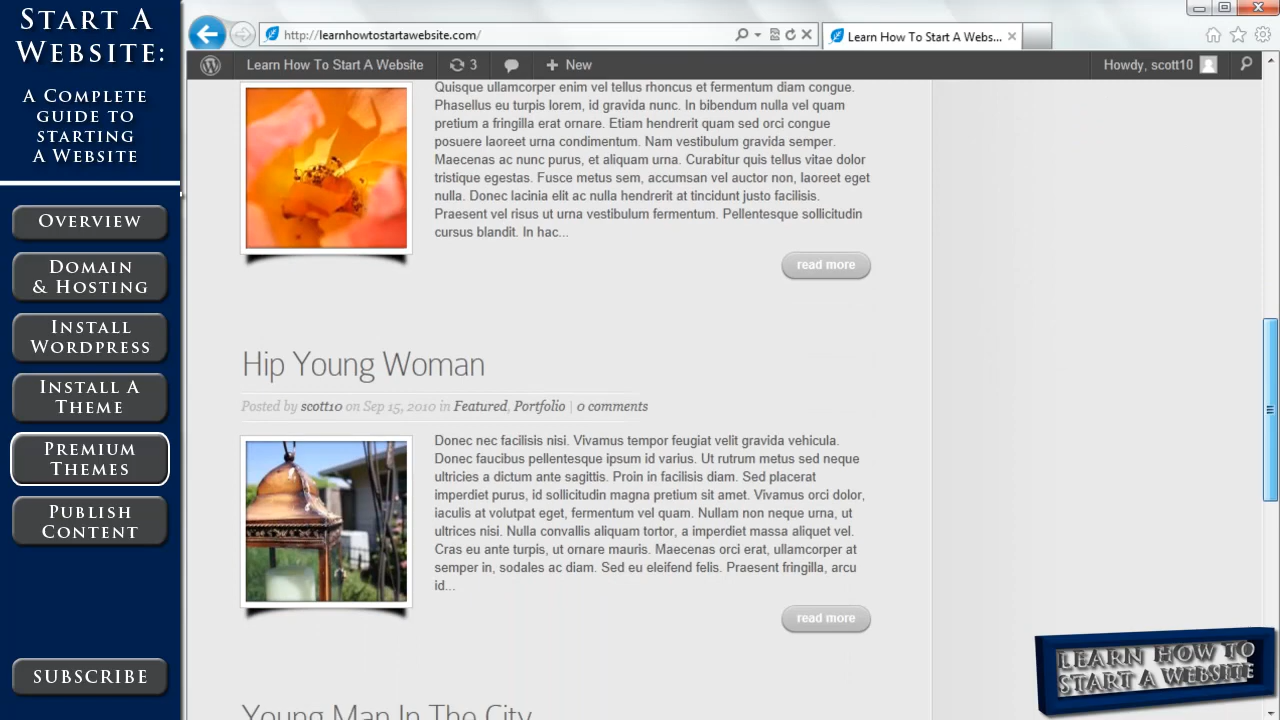 START A
WEBSITE:
A COMPLETE
GUIDE TO
STARTING
A WEBSITE
OVERVIEW
DOMAIN
& HOSTING
INSTALL
WORDPRESS
INSTALL A
THEME
PREMIUM
THEMES
PUBLISH
CONTENT
SUBSCRIBE
http://learnhowtostartawebsite.com/
Learn How To Start A Webs...
Learn How To Start A Website
3
New
Howdy, scott10
Quisque ullamcorper enim vel tellus rhoncus et fermentum diam congue.
Phasellus eu turpis lorem, id gravida nunc. In bibendum nulla vel quam
pretium a fringilla erat ornare. Etiam hendrerit quam sed orci congue
posuere laoreet urna condimentum. Nam vestibulum gravida semper.
Maecenas ac nunc purus, et aliquam urna. Curabitur quis tellus vitae dolor
tristique egestas. Fusce metus sem, accumsan vel auctor non, laoreet eget
nulla. Donec lacinia elit ac nulla hendrerit at tincidunt justo facilisis.
Praesent vel risus ut urna vestibulum fermentum. Pellentesque sollicitudin
cursus blandit. In hac...
read more
Hip Young Woman
Posted by scott10 on Sep 15, 2010 in Featured, Portfolio | 0 comments
Donec nec facilisis nisi. Vivamus tempor feugiat velit gravida vehicula.
Donec faucibus pellentesque ipsum id varius. Ut rutrum metus sed neque
ultricies a dictum ante sagittis. Proin in facilisis diam. Sed placerat
imperdiet purus, id sollicitudin magna pretium sit amet. Vivamus orci dolor,
iaculis at volutpat eget, fermentum vel quam. Nullam non neque urna, ut
ultrices nisi. Nulla convallis aliquam tortor, a imperdiet massa aliquet vel.
Cras eu ante turpis, ut ornare mauris. Maecenas orci erat, ullamcorper at
semper in, sodales ac diam. Sed eu eleifend felis. Praesent fringilla, arcu
id...
read more
Young Man In The City
LEARN HOW TO
START A WEBSITE